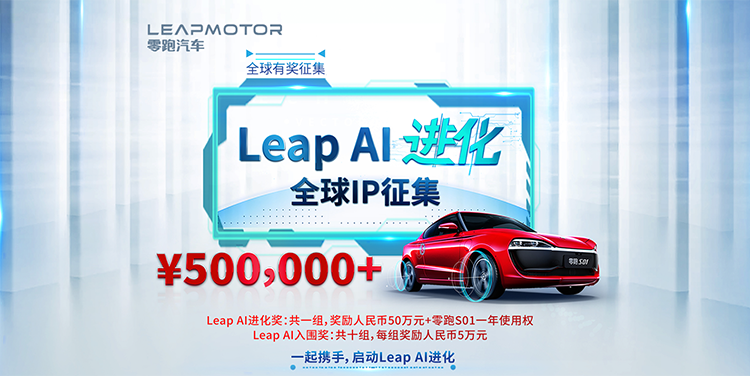 LEAPMOTOR
零跑汽车
全球有奖征集
Leap AI 进化
全球IP征集
¥500,000+
零跑 S01
Leap AI进化奖:共一组,奖励人民币50万元+零跑S01一年使用权
Leap AI入围奖:共十组,每组奖励人民币5万元
一起携手,启动Leap AI进化